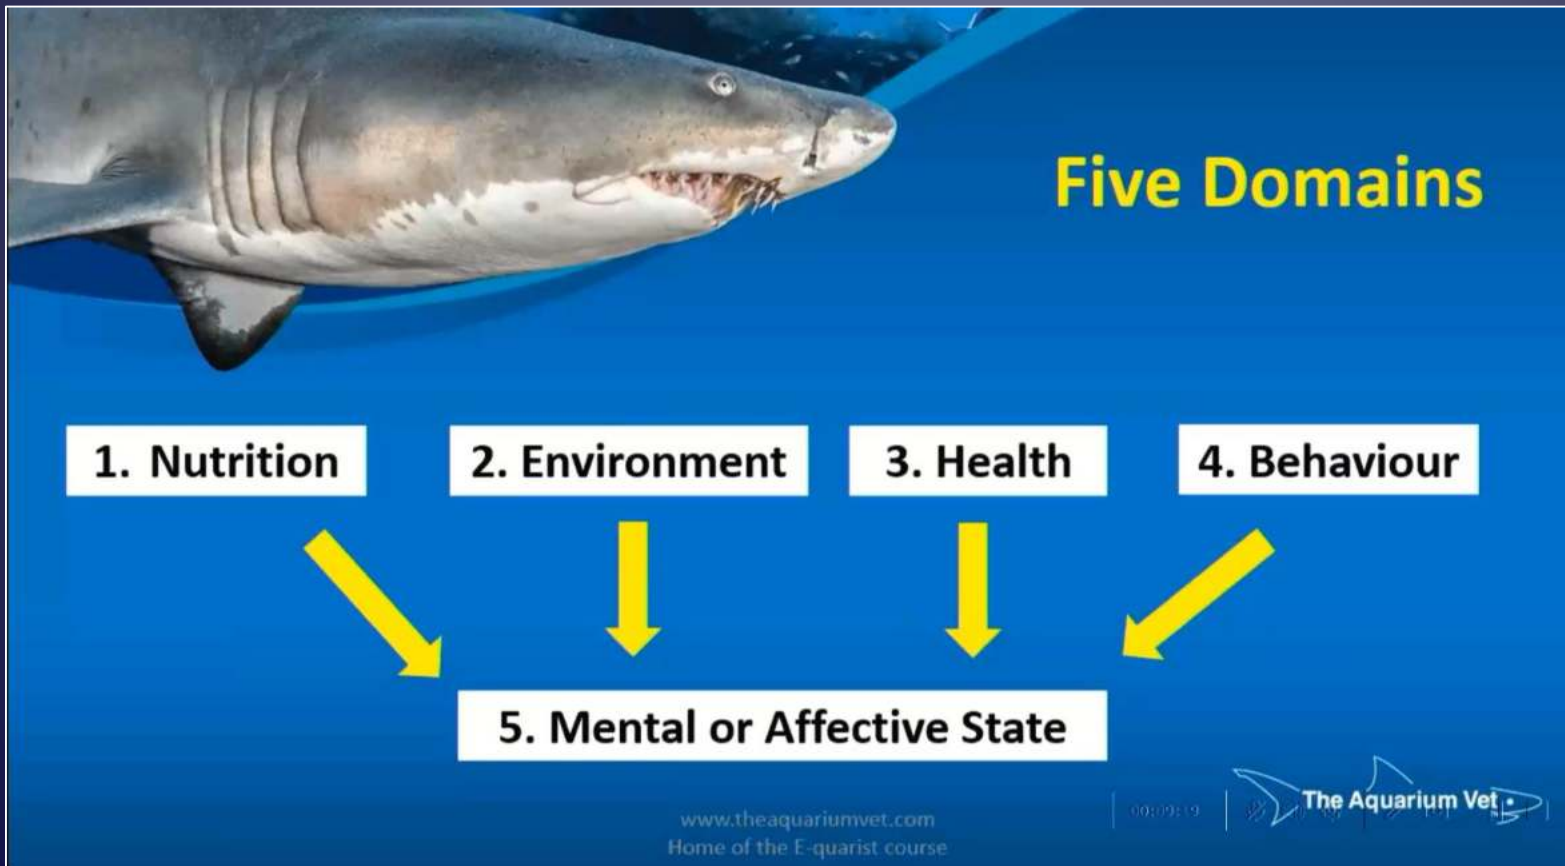 Five Domains
1. Nutrition
2. Environment
3. Health
4. Behaviour
5. Mental or Affective State
The Aquarium Vet
www.theaquariumvet.com
Home of the E-quarist course